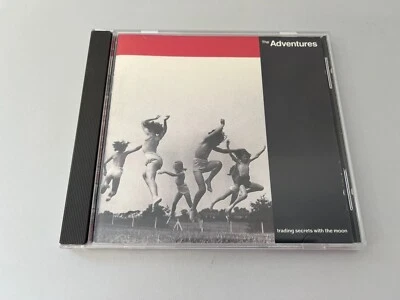 The Adventures
trading secrets with the moon